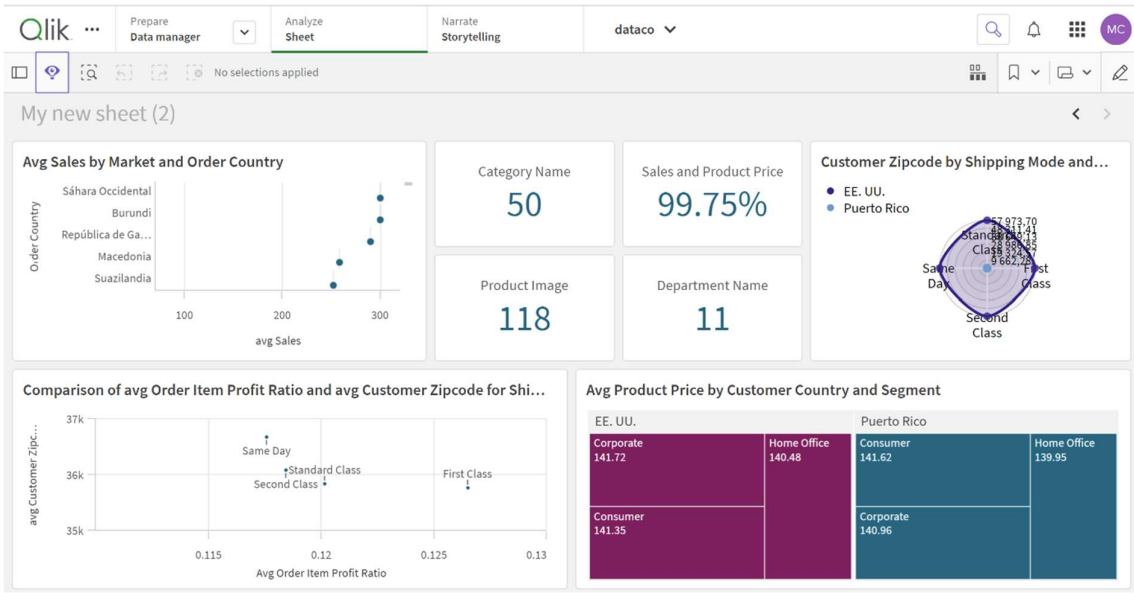 Qlik
Prepare
Data manager
Analyze
Sheet
Narrate
Storytelling
dataco
MC
No selections applied
My new sheet (2)
Avg Sales by Market and Order Country
Order Country
Sáhara Occidental
Burundi
República de Ga...
Macedonia
Suazilandia
100
200
300
avg Sales
Category Name
50
Sales and Product Price
99.75%
Product Image
118
Department Name
11
Customer Zipcode by Shipping Mode and...
EE. UU.
Puerto Rico
57 973.70
Standard
Class
9 662.28
Same
Day
First
Class
Second
Class
Comparison of avg Order Item Profit Ratio and avg Customer Zipcode for Shi...
avg Customer Zipc...
37k
36k
35k
Same Day
Standard Class
Second Class
First Class
0.115
0.12
0.125
0.13
Avg Order Item Profit Ratio
Avg Product Price by Customer Country and Segment
EE. UU.
Corporate
141.72
Home Office
140.48
Consumer
141.35
Puerto Rico
Consumer
141.62
Home Office
139.95
Corporate
140.96